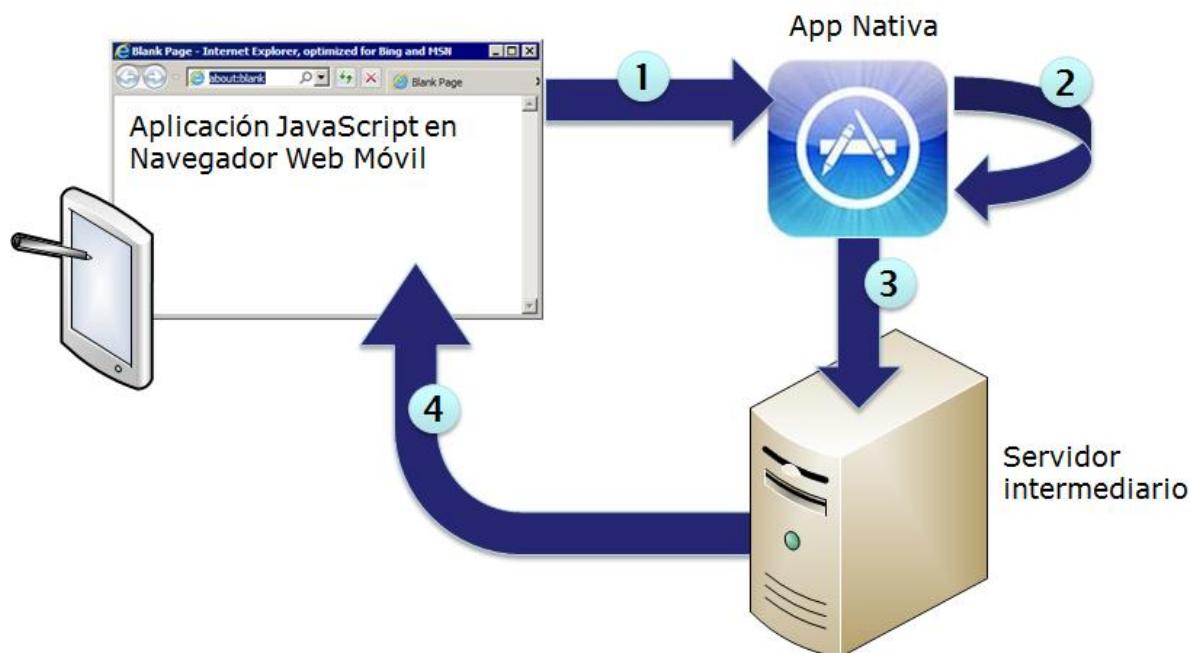 App Nativa
Blank Page - Internet Explorer, optimized for Bing and MSN
about:blank
Blank Page
Aplicación JavaScript en
Navegador Web Móvil
1
2
3
4
Servidor
intermediario